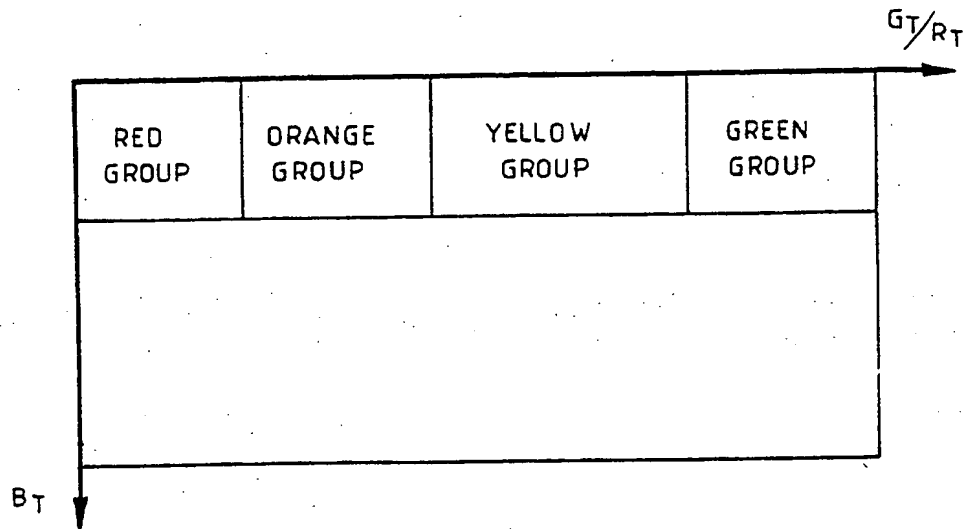 GT/RT
RED
GROUP
ORANGE
GROUP
YELLOW
GROUP
GREEN
GROUP
BT